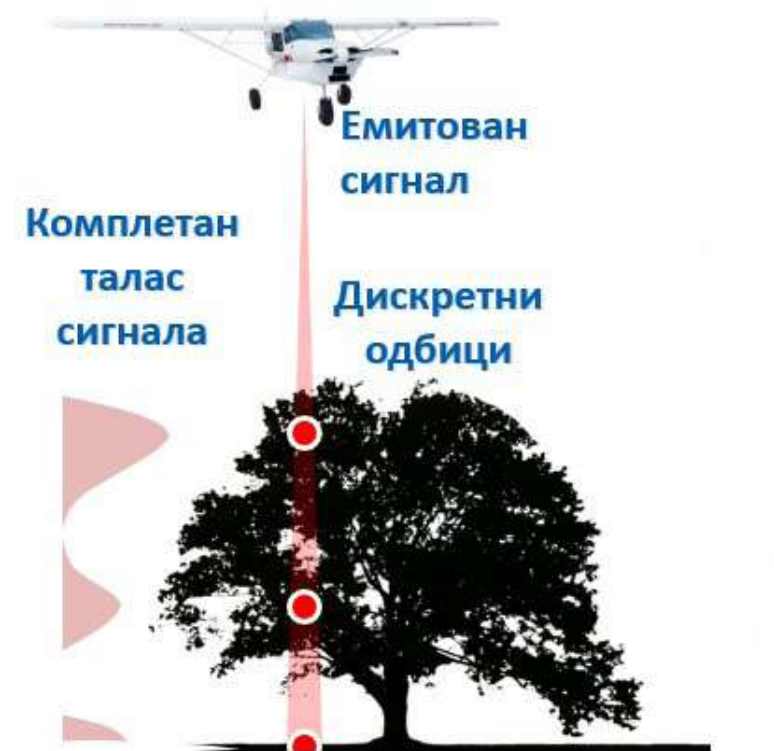 Емитован
сигнал
Комплетан
талас
сигнала
Дискретни
одбици